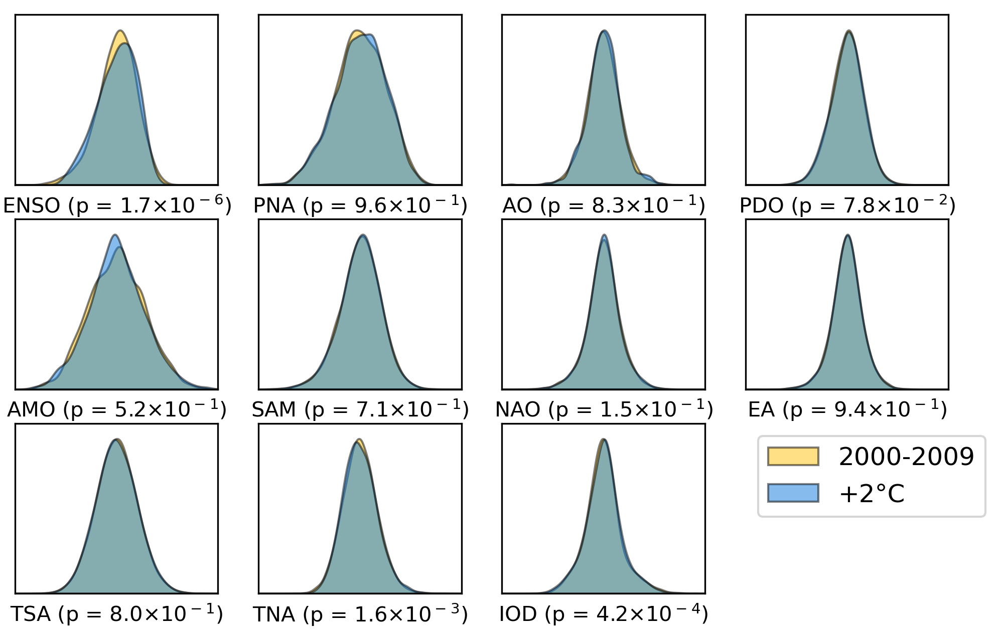 ENSO (p = 1.7×10⁻⁶) PNA (p = 9.6×10⁻¹) AO (p = 8.3×10⁻¹) PDO (p = 7.8×10⁻²)
AMO (p = 5.2×10⁻¹) SAM (p = 7.1×10⁻¹) NAO (p = 1.5×10⁻¹) EA (p = 9.4×10⁻¹)
2000-2009
+2°C
TSA (p = 8.0×10⁻¹) TNA (p = 1.6×10⁻³) IOD (p = 4.2×10⁻⁴)